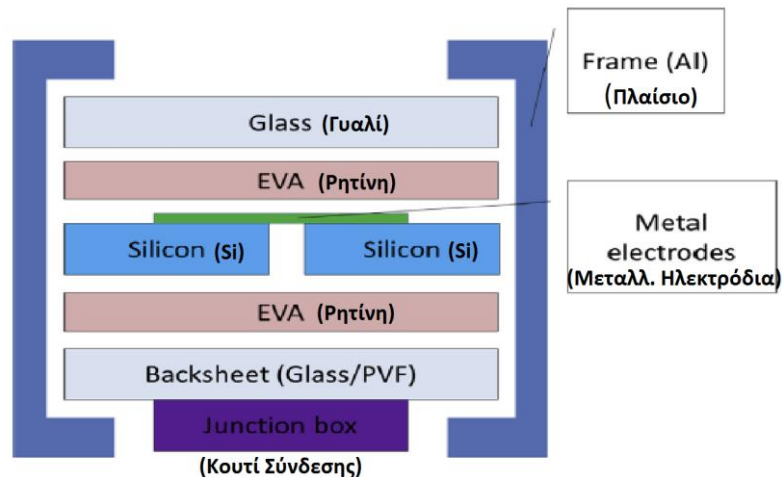 Frame (Al)
(Πλαίσιο)
Glass (Γυαλί)
EVA (Ρητίνη)
Silicon (Si)
Silicon (Si)
Metal
electrodes
(Μεταλλ. Ηλεκτρόδια)
EVA (Ρητίνη)
Backsheet (Glass/PVF)
Junction box
(Κουτί Σύνδεσης)